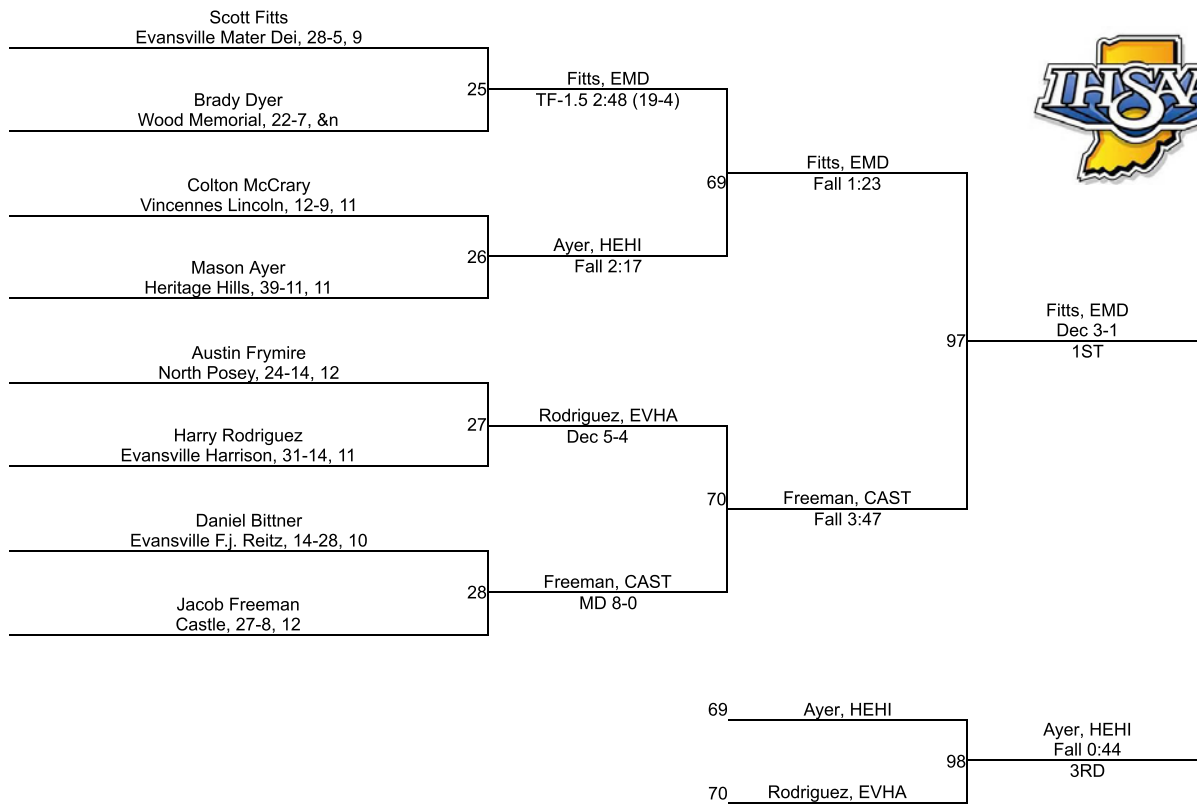 Scott Fitts
Evansville Mater Dei, 28-5, 9
Brady Dyer
Wood Memorial, 22-7, &n
Colton McCrary
Vincennes Lincoln, 12-9, 11
Mason Ayer
Heritage Hills, 39-11, 11
Austin Frymire
North Posey, 24-14, 12
Harry Rodriguez
Evansville Harrison, 31-14, 11
Daniel Bittner
Evansville F.j. Reitz, 14-28, 10
Jacob Freeman
Castle, 27-8, 12
25
Fitts, EMD
TF-1.5 2:48 (19-4)
26
Ayer, HEHI
Fall 2:17
27
Rodriguez, EVHA
Dec 5-4
28
Freeman, CAST
MD 8-0
69
Fitts, EMD
Fall 1:23
70
Freeman, CAST
Fall 3:47
97
Fitts, EMD
Dec 3-1
1ST
IHSAA
69
Ayer, HEHI
70
Rodriguez, EVHA
98
Ayer, HEHI
Fall 0:44
3RD